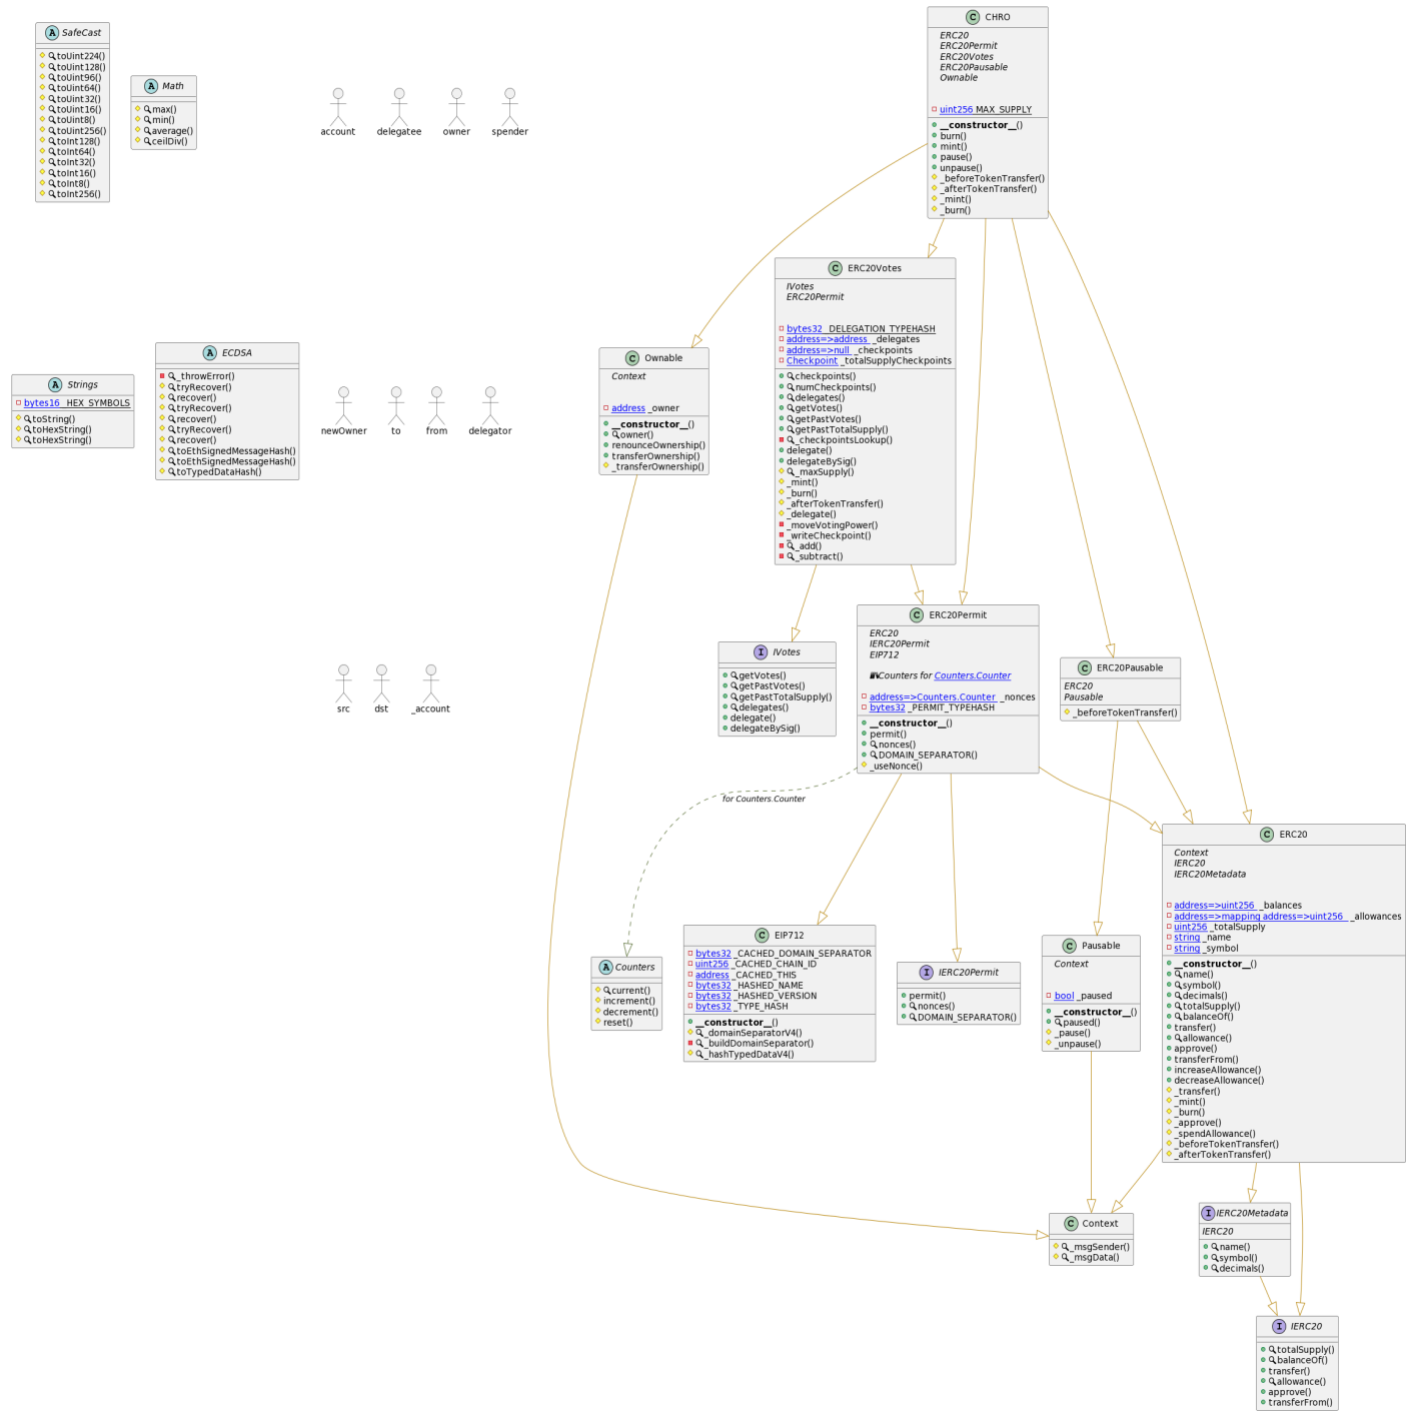 SafeCast
toUint224()
toUint128()
toUint96()
toUint64()
toUint32()
toUint16()
toUint8()
toUint256()
toInt128()
toInt64()
toInt32()
toInt16()
toInt8()
toInt256()
Math
max()
min()
average()
ceilDiv()
account
delegatee
owner
spender
CHRO
ERC20
ERC20Permit
ERC20Votes
ERC20Pausable
Ownable
uint256 MAX_SUPPLY
__constructor__()
burn()
mint()
pause()
unpause()
_beforeTokenTransfer()
_afterTokenTransfer()
_mint()
_burn()
Strings
bytes16 _HEX_SYMBOLS
toString()
toHexString()
toHexString()
ECDSA
_throwError()
tryRecover()
recover()
tryRecover()
recover()
tryRecover()
recover()
toEthSignedMessageHash()
toEthSignedMessageHash()
toTypedDataHash()
newOwner
to
from
delegator
Ownable
Context
address _owner
__constructor__()
owner()
renounceOwnership()
transferOwnership()
_transferOwnership()
ERC20Votes
IVotes
ERC20Permit
bytes32 _DELEGATION_TYPEHASH
address=>address _delegates
address=>null _checkpoints
Checkpoint _totalSupplyCheckpoints
checkpoints()
numCheckpoints()
delegates()
getVotes()
getPastVotes()
getPastTotalSupply()
_checkpointsLookup()
delegate()
delegateBySig()
_maxSupply()
_mint()
_burn()
_afterTokenTransfer()
_delegate()
_moveVotingPower()
_writeCheckpoint()
_add()
_subtract()
src
dst
_account
IVotes
getVotes()
getPastVotes()
getPastTotalSupply()
delegates()
delegate()
delegateBySig()
ERC20Permit
ERC20
IERC20Permit
EIP712
Counters for Counters.Counter
address=>Counters.Counter _nonces
bytes32 _PERMIT_TYPEHASH
__constructor__()
permit()
nonces()
DOMAIN_SEPARATOR()
_useNonce()
ERC20Pausable
ERC20
Pausable
_beforeTokenTransfer()
for Counters.Counter
ERC20
Context
IERC20
IERC20Metadata
address=>uint256 _balances
address=>mapping address=>uint256 _allowances
uint256 _totalSupply
string _name
string _symbol
__constructor__()
name()
symbol()
decimals()
totalSupply()
balanceOf()
transfer()
allowance()
approve()
transferFrom()
increaseAllowance()
decreaseAllowance()
_transfer()
_mint()
_burn()
_approve()
_spendAllowance()
_beforeTokenTransfer()
_afterTokenTransfer()
Counters
current()
increment()
decrement()
reset()
EIP712
bytes32 _CACHED_DOMAIN_SEPARATOR
uint256 _CACHED_CHAIN_ID
address _CACHED_THIS
bytes32 _HASHED_NAME
bytes32 _HASHED_VERSION
bytes32 _TYPE_HASH
__constructor__()
_domainSeparatorV4()
_buildDomainSeparator()
_hashTypedDataV4()
IERC20Permit
permit()
nonces()
DOMAIN_SEPARATOR()
Pausable
Context
bool _paused
__constructor__()
paused()
_pause()
_unpause()
Context
_msgSender()
_msgData()
IERC20Metadata
IERC20
name()
symbol()
decimals()
IERC20
totalSupply()
balanceOf()
transfer()
allowance()
approve()
transferFrom()